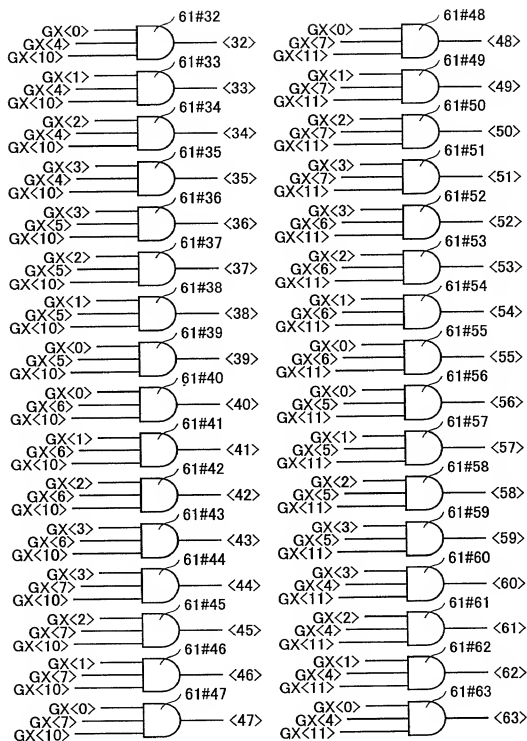 61#32
GX<0>
GX<4>
GX<10>
<32>
61#33
GX<1>
GX<4>
GX<10>
<33>
61#34
GX<2>
GX<4>
GX<10>
<34>
61#35
GX<3>
GX<4>
GX<10>
<35>
61#36
GX<3>
GX<5>
GX<10>
<36>
61#37
GX<2>
GX<5>
GX<10>
<37>
61#38
GX<1>
GX<5>
GX<10>
<38>
61#39
GX<0>
GX<5>
GX<10>
<39>
61#40
GX<0>
GX<6>
GX<10>
<40>
61#41
GX<1>
GX<6>
GX<10>
<41>
61#42
GX<2>
GX<6>
GX<10>
<42>
61#43
GX<3>
GX<6>
GX<10>
<43>
61#44
GX<3>
GX<7>
GX<10>
<44>
61#45
GX<2>
GX<7>
GX<10>
<45>
61#46
GX<1>
GX<7>
GX<10>
<46>
61#47
GX<0>
GX<7>
GX<10>
<47>
61#48
GX<0>
GX<7>
GX<11>
<48>
61#49
GX<1>
GX<7>
GX<11>
<49>
61#50
GX<2>
GX<7>
GX<11>
<50>
61#51
GX<3>
GX<7>
GX<11>
<51>
61#52
GX<3>
GX<6>
GX<11>
<52>
61#53
GX<2>
GX<6>
GX<11>
<53>
61#54
GX<1>
GX<6>
GX<11>
<54>
61#55
GX<0>
GX<6>
GX<11>
<55>
61#56
GX<0>
GX<5>
GX<11>
<56>
61#57
GX<1>
GX<5>
GX<11>
<57>
61#58
GX<2>
GX<5>
GX<11>
<58>
61#59
GX<3>
GX<5>
GX<11>
<59>
61#60
GX<3>
GX<4>
GX<11>
<60>
61#61
GX<2>
GX<4>
GX<11>
<61>
61#62
GX<1>
GX<4>
GX<11>
<62>
61#63
GX<0>
GX<4>
GX<11>
<63>